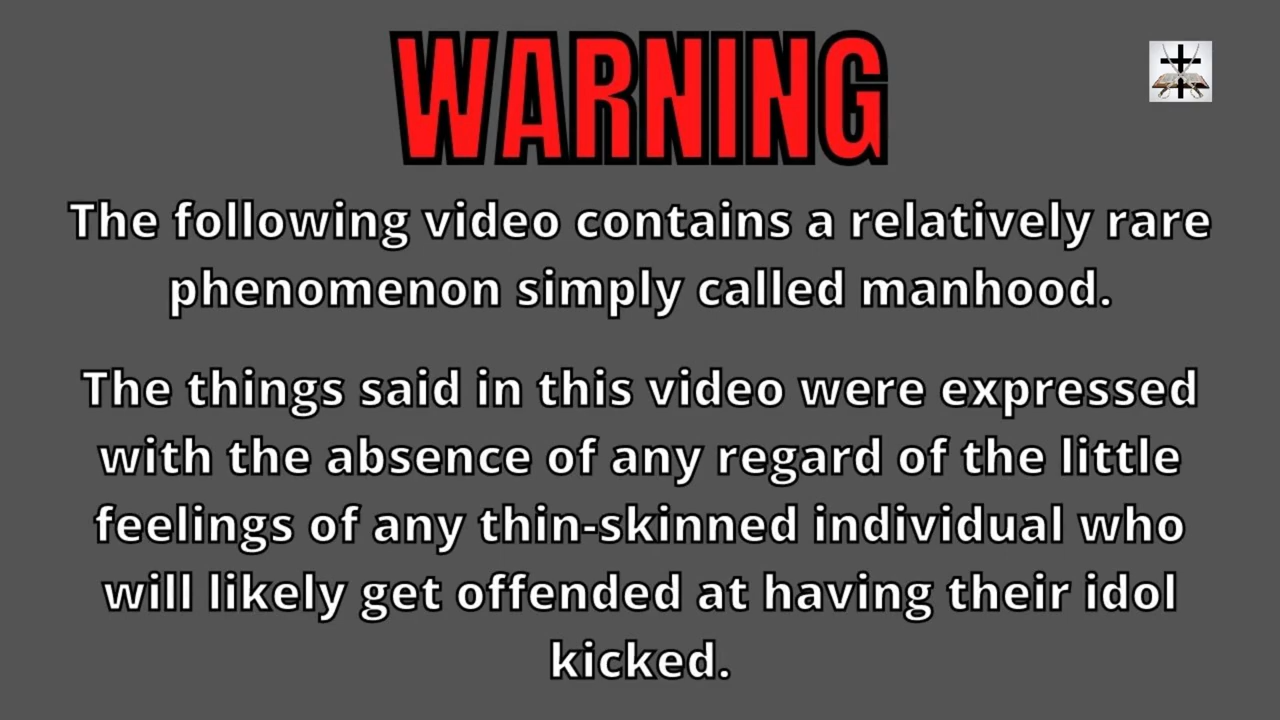 WARNING
The following video contains a relatively rare
phenomenon simply called manhood.
The things said in this video were expressed
with the absence of any regard of the little
feelings of any thin-skinned individual who
will likely get offended at having their idol
kicked.